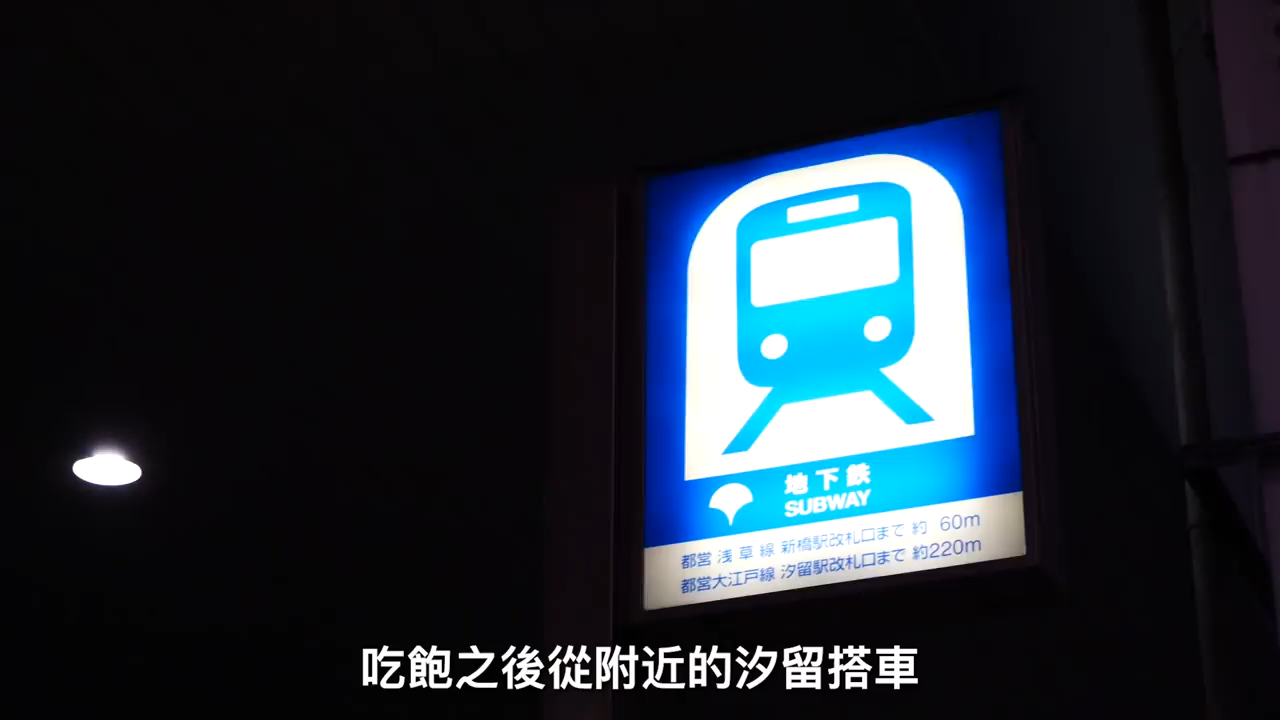 地下鉄
SUBWAY
都営浅草線 新橋駅改札口まで 約 60m
都営大江戸線 汐留駅改札口まで 約220m
吃飽之後從附近的汐留搭車